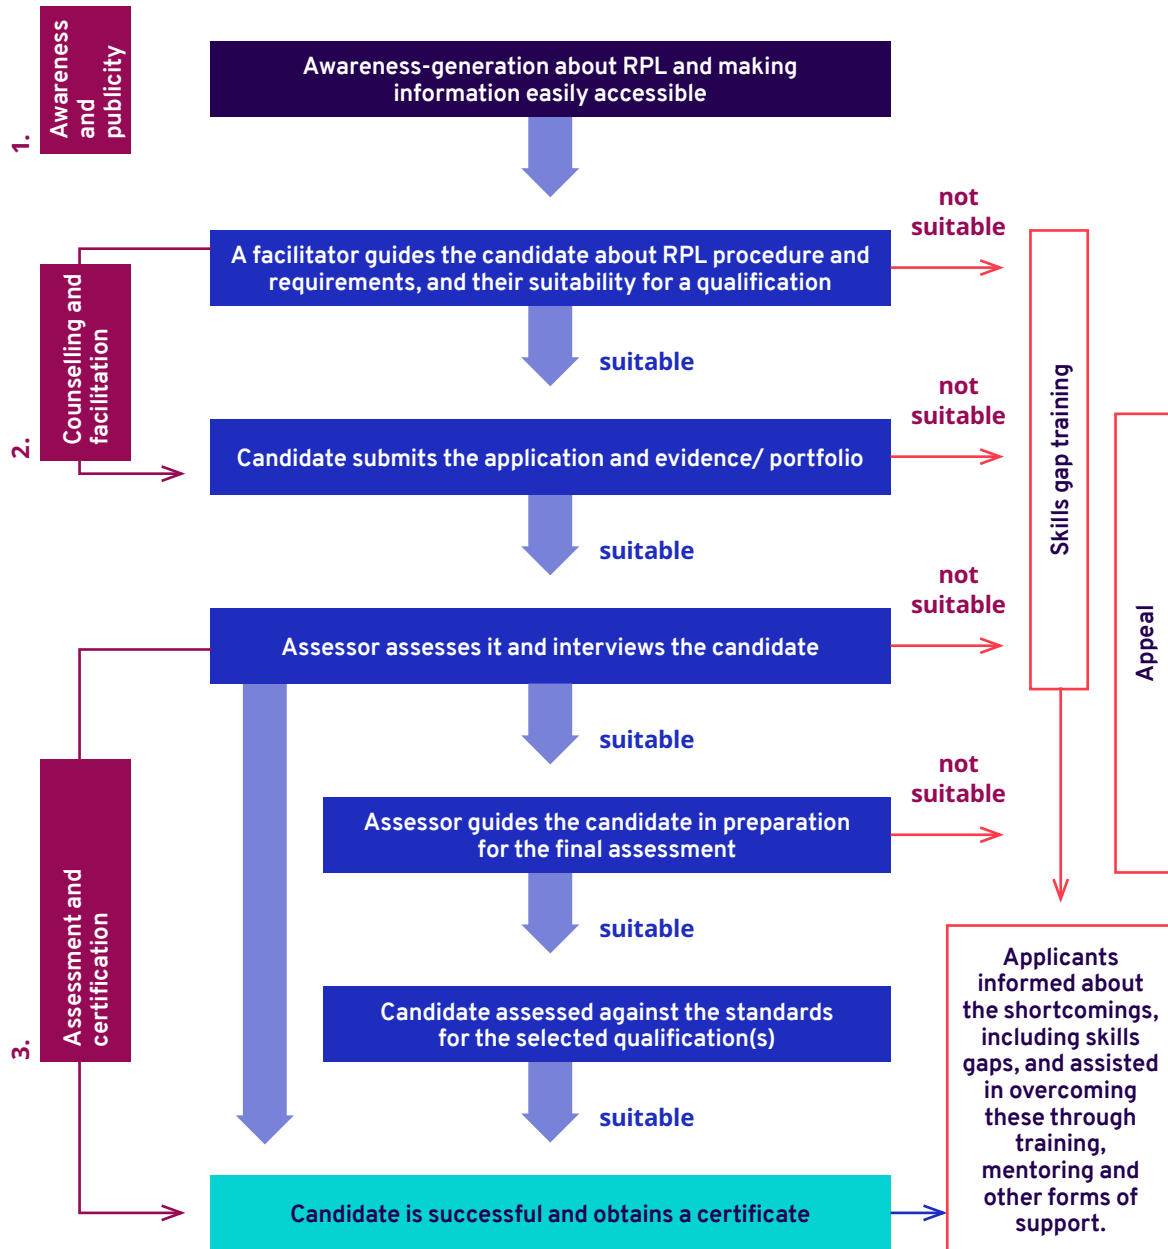 1.
Awareness
and
publicity
Awareness-generation about RPL and making
information easily accessible
2.
Counselling and
facilitation
A facilitator guides the candidate about RPL procedure and
requirements, and their suitability for a qualification
not
suitable
suitable
Candidate submits the application and evidence/ portfolio
not
suitable
suitable
Skills gap training
Appeal
3.
Assessment and
certification
Assessor assesses it and interviews the candidate
not
suitable
suitable
Assessor guides the candidate in preparation
for the final assessment
not
suitable
suitable
Candidate assessed against the standards
for the selected qualification(s)
suitable
Candidate is successful and obtains a certificate
Applicants
informed about
the shortcomings,
including skills
gaps, and assisted
in overcoming
these through
training,
mentoring and
other forms of
support.